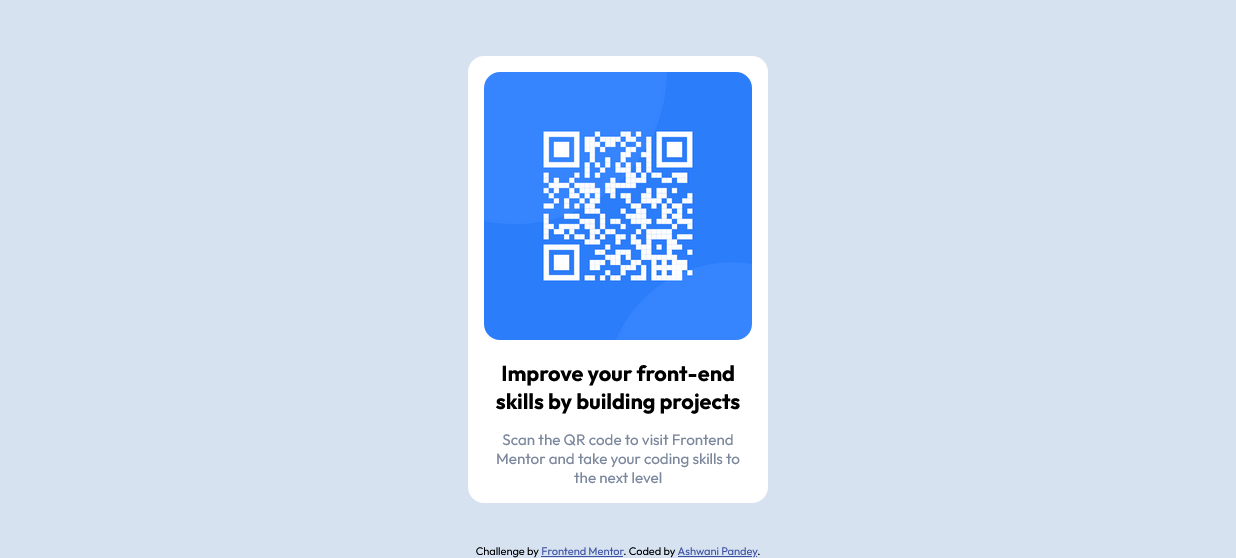 Improve your front-end
skills by building projects
Scan the QR code to visit Frontend
Mentor and take your coding skills to
the next level
Challenge by Frontend Mentor. Coded by Ashwani Pandey.